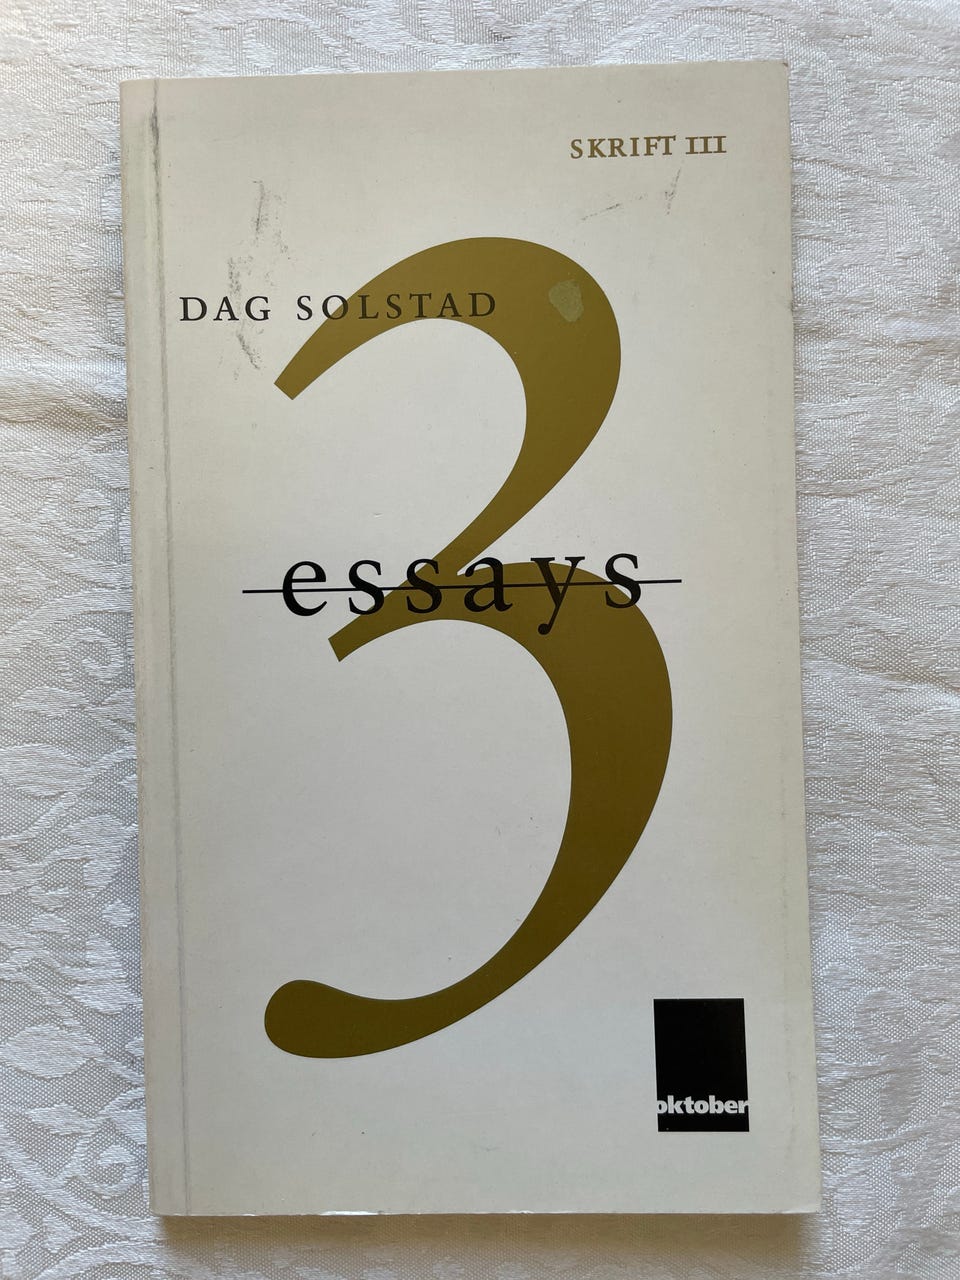 SKRIFT III
DAG SOLSTAD
3
essays
oktober